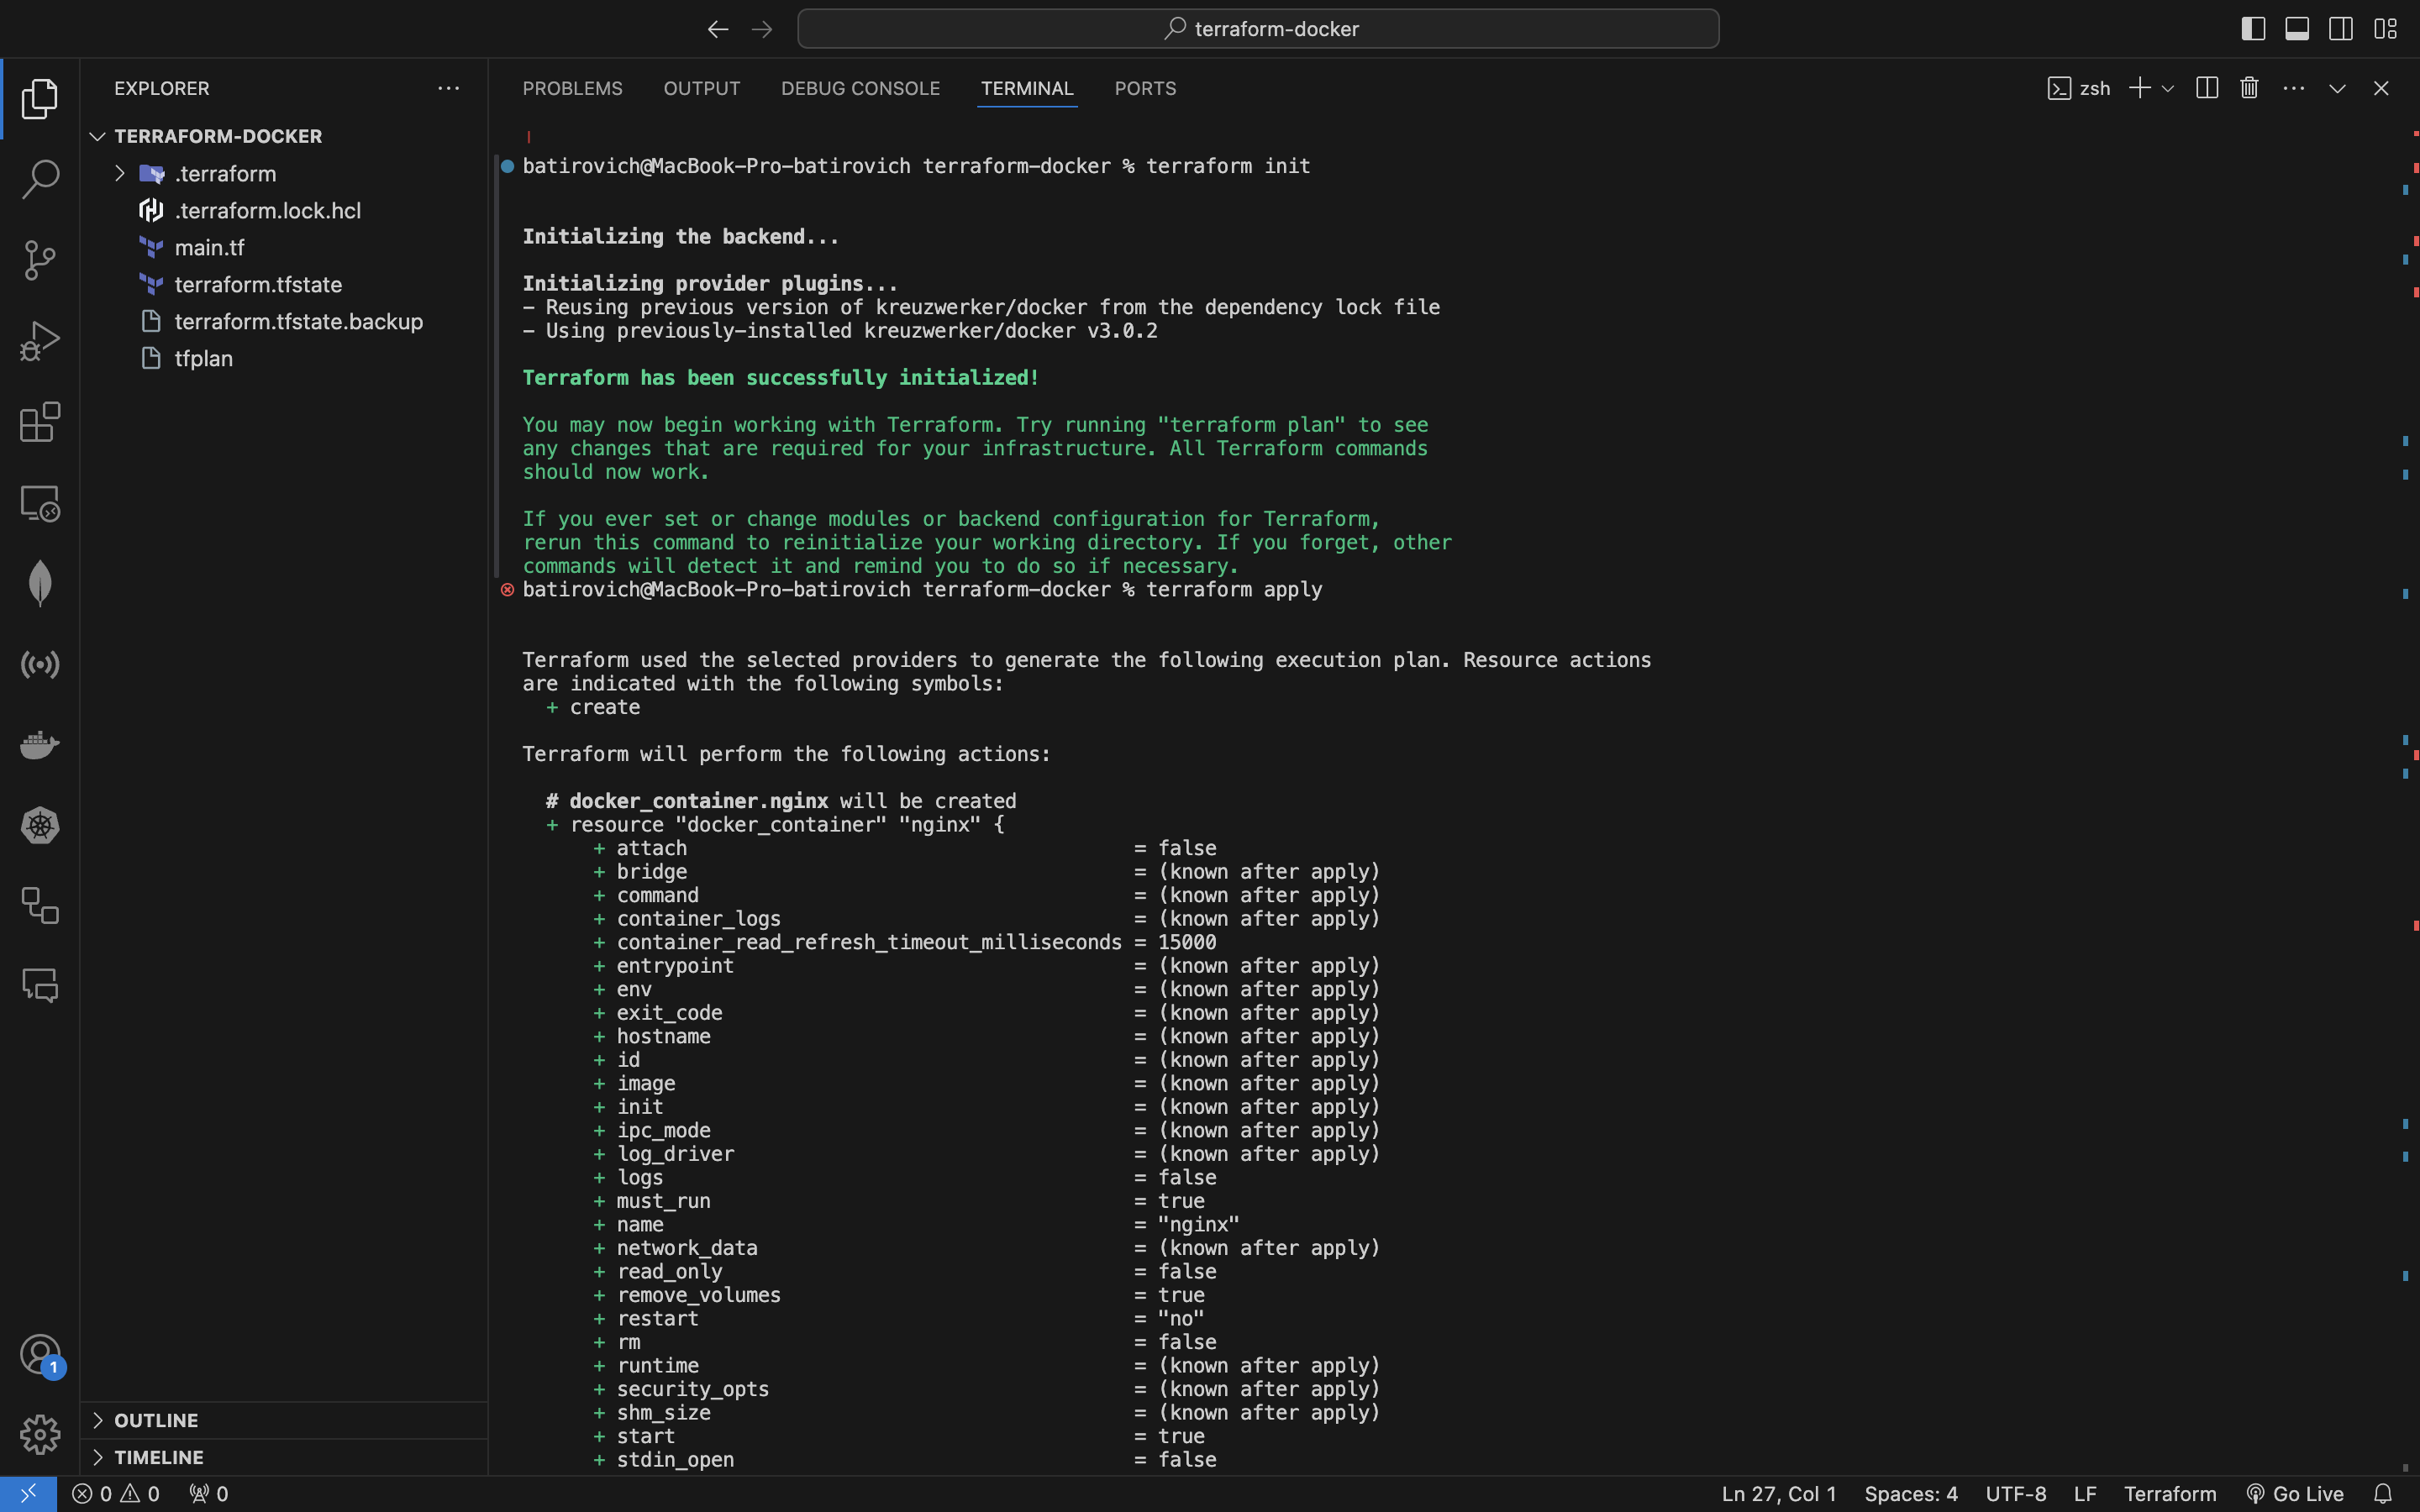 terraform-docker
EXPLORER
TERRAFORM-DOCKER
.terraform
.terraform.lock.hcl
main.tf
terraform.tfstate
terraform.tfstate.backup
tfplan
OUTLINE
TIMELINE
1
PROBLEMS OUTPUT DEBUG CONSOLE TERMINAL PORTS
zsh
batirovich@MacBook-Pro-batirovich terraform-docker % terraform init
Initializing the backend...
Initializing provider plugins...
- Reusing previous version of kreuzwerker/docker from the dependency lock file
- Using previously-installed kreuzwerker/docker v3.0.2
Terraform has been successfully initialized!
You may now begin working with Terraform. Try running "terraform plan" to see
any changes that are required for your infrastructure. All Terraform commands
should now work.
If you ever set or change modules or backend configuration for Terraform,
rerun this command to reinitialize your working directory. If you forget, other
commands will detect it and remind you to do so if necessary.
batirovich@MacBook-Pro-batirovich terraform-docker % terraform apply
Terraform used the selected providers to generate the following execution plan. Resource actions
are indicated with the following symbols:
+ create
Terraform will perform the following actions:
# docker_container.nginx will be created
+ resource "docker_container" "nginx" {
+ attach = false
+ bridge = (known after apply)
+ command = (known after apply)
+ container_logs = (known after apply)
+ container_read_refresh_timeout_milliseconds = 15000
+ entrypoint = (known after apply)
+ env = (known after apply)
+ exit_code = (known after apply)
+ hostname = (known after apply)
+ id = (known after apply)
+ image = (known after apply)
+ init = (known after apply)
+ ipc_mode = (known after apply)
+ log_driver = (known after apply)
+ logs = false
+ must_run = true
+ name = "nginx"
+ network_data = (known after apply)
+ read_only = false
+ remove_volumes = true
+ restart = "no"
+ rm = false
+ runtime = (known after apply)
+ security_opts = (known after apply)
+ shm_size = (known after apply)
+ start = true
+ stdin_open = false
0 0 0
Ln 27, Col 1 Spaces: 4 UTF-8 LF Terraform Go Live